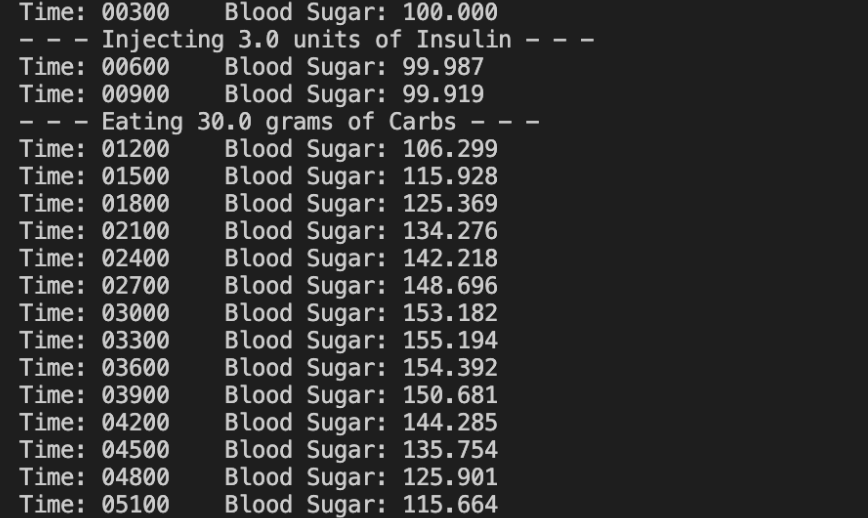 Time: 00300    Blood Sugar: 100.000
- - - Injecting 3.0 units of Insulin - - -
Time: 00600    Blood Sugar: 99.987
Time: 00900    Blood Sugar: 99.919
- - - Eating 30.0 grams of Carbs - - -
Time: 01200    Blood Sugar: 106.299
Time: 01500    Blood Sugar: 115.928
Time: 01800    Blood Sugar: 125.369
Time: 02100    Blood Sugar: 134.276
Time: 02400    Blood Sugar: 142.218
Time: 02700    Blood Sugar: 148.696
Time: 03000    Blood Sugar: 153.182
Time: 03300    Blood Sugar: 155.194
Time: 03600    Blood Sugar: 154.392
Time: 03900    Blood Sugar: 150.681
Time: 04200    Blood Sugar: 144.285
Time: 04500    Blood Sugar: 135.754
Time: 04800    Blood Sugar: 125.901
Time: 05100    Blood Sugar: 115.664